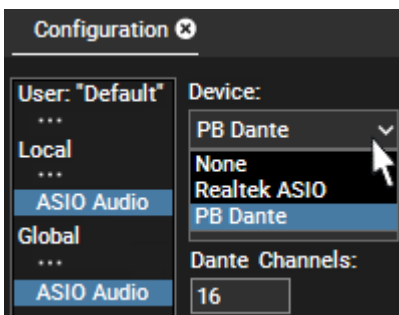 Configuration
User: "Default"
...
Local
...
ASIO Audio
Global
...
ASIO Audio
Device:
PB Dante
None
Realtek ASIO
PB Dante
Dante Channels:
16